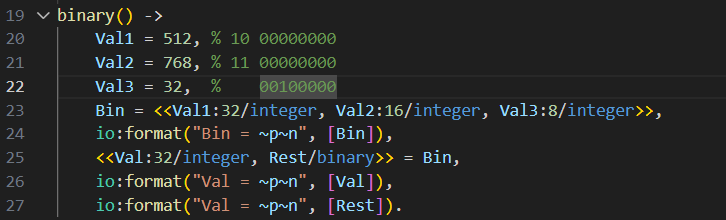 19 binary() ->
20 Val1 = 512, % 10 00000000
21 Val2 = 768, % 11 00000000
22 Val3 = 32,  %    00100000
23 Bin = <<Val1:32/integer, Val2:16/integer, Val3:8/integer>>,
24 io:format("Bin = ~p~n", [Bin]),
25 <<Val:32/integer, Rest/binary>> = Bin,
26 io:format("Val = ~p~n", [Val]),
27 io:format("Val = ~p~n", [Rest]).